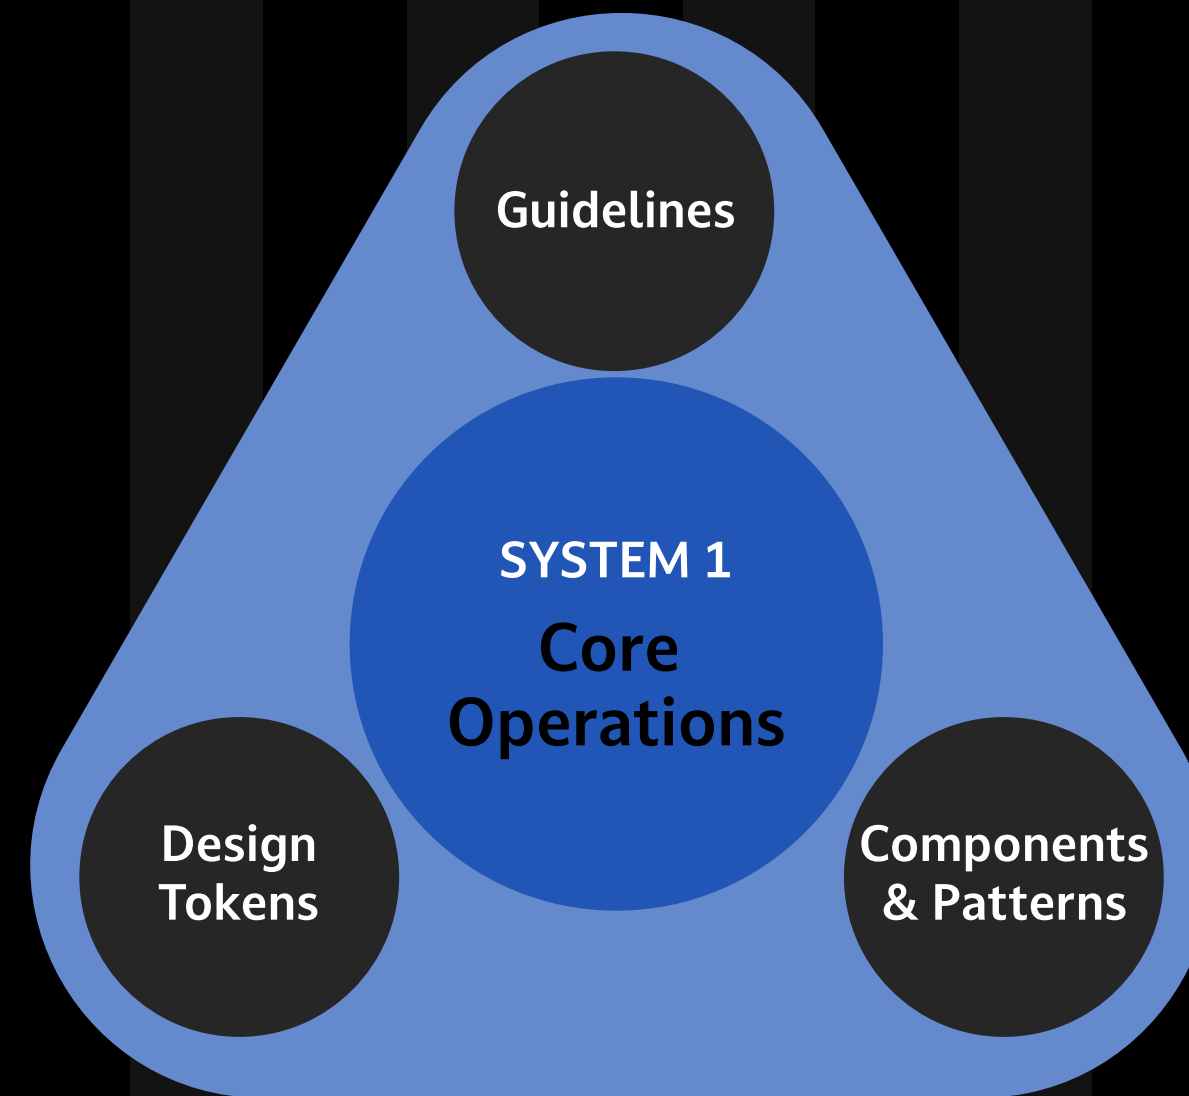 Guidelines
SYSTEM 1
Core
Operations
Design
Tokens
Components
& Patterns